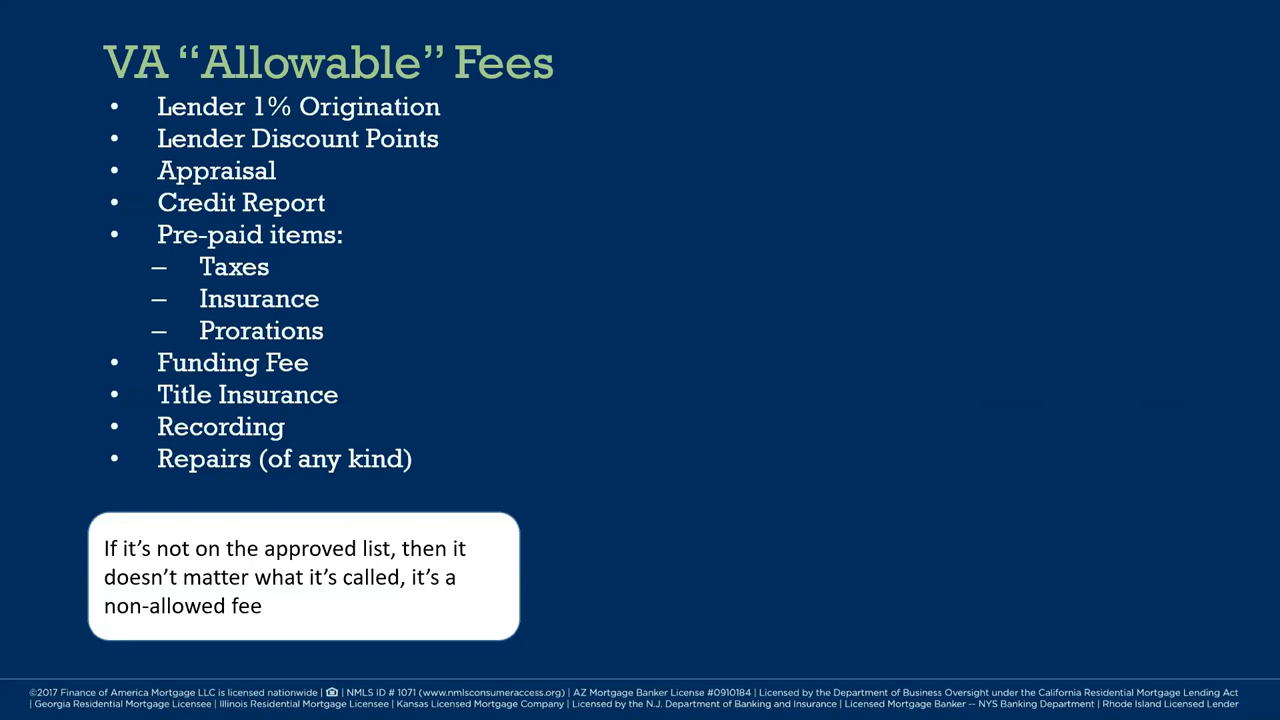 VA “Allowable” Fees
• Lender 1% Origination
• Lender Discount Points
• Appraisal
• Credit Report
• Pre-paid items:
– Taxes
– Insurance
– Prorations
• Funding Fee
• Title Insurance
• Recording
• Repairs (of any kind)
If it’s not on the approved list, then it
doesn’t matter what it’s called, it’s a
non-allowed fee
©2017 Finance of America Mortgage LLC is licensed nationwide | | NMLS ID # 1071 (www.nmlsconsumeraccess.org) | AZ Mortgage Banker License #0910184 | Licensed by the Department of Business Oversight under the California Residential Mortgage Lending Act
| Georgia Residential Mortgage Licensee | Illinois Residential Mortgage Licensee | Kansas Licensed Mortgage Company | Licensed by the N.J. Department of Banking and Insurance | Licensed Mortgage Banker -- NYS Banking Department | Rhode Island Licensed Lender